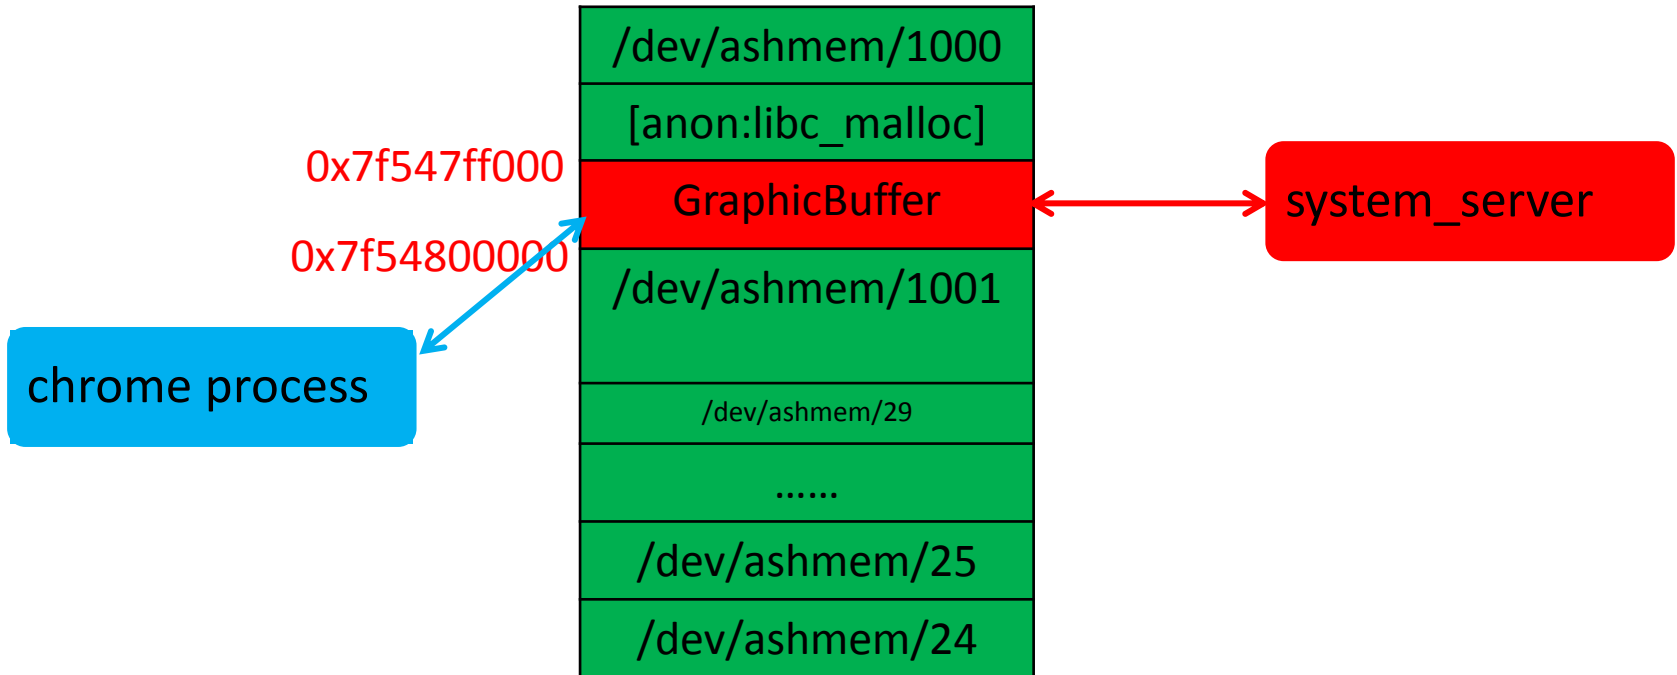 /dev/ashmem/1000
[anon:libc_malloc]
0x7f547ff000
GraphicBuffer
system_server
0x7f54800000
/dev/ashmem/1001
chrome process
/dev/ashmem/29
......
/dev/ashmem/25
/dev/ashmem/24